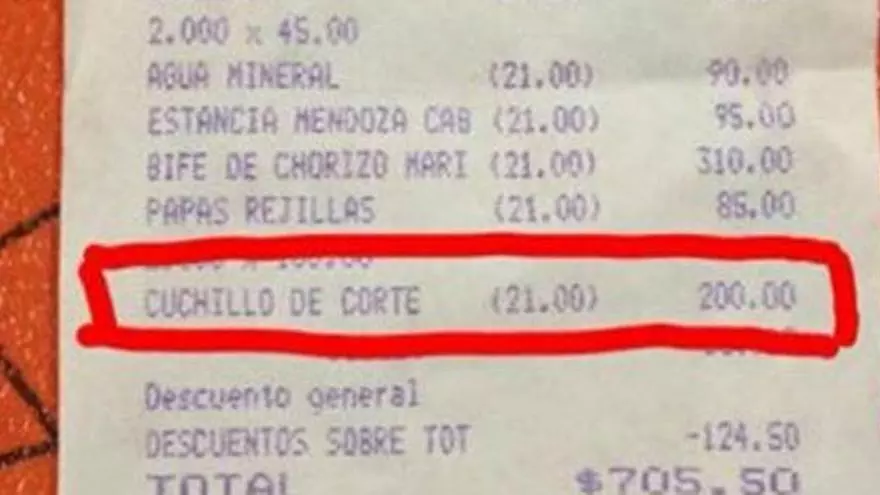 2.000 x 45.00
AGUA MINERAL (21.00) 90.00
ESTANCIA MENDOZA CAB (21.00) 95.00
BIFE DE CHORIZO MARI (21.00) 310.00
PAPAS REJILLAS (21.00) 85.00
CUCHILLO DE CORTE (21.00) 200.00
Descuento general
DESCUENTOS SOBRE TOT -124.50
TOTAL $705.50